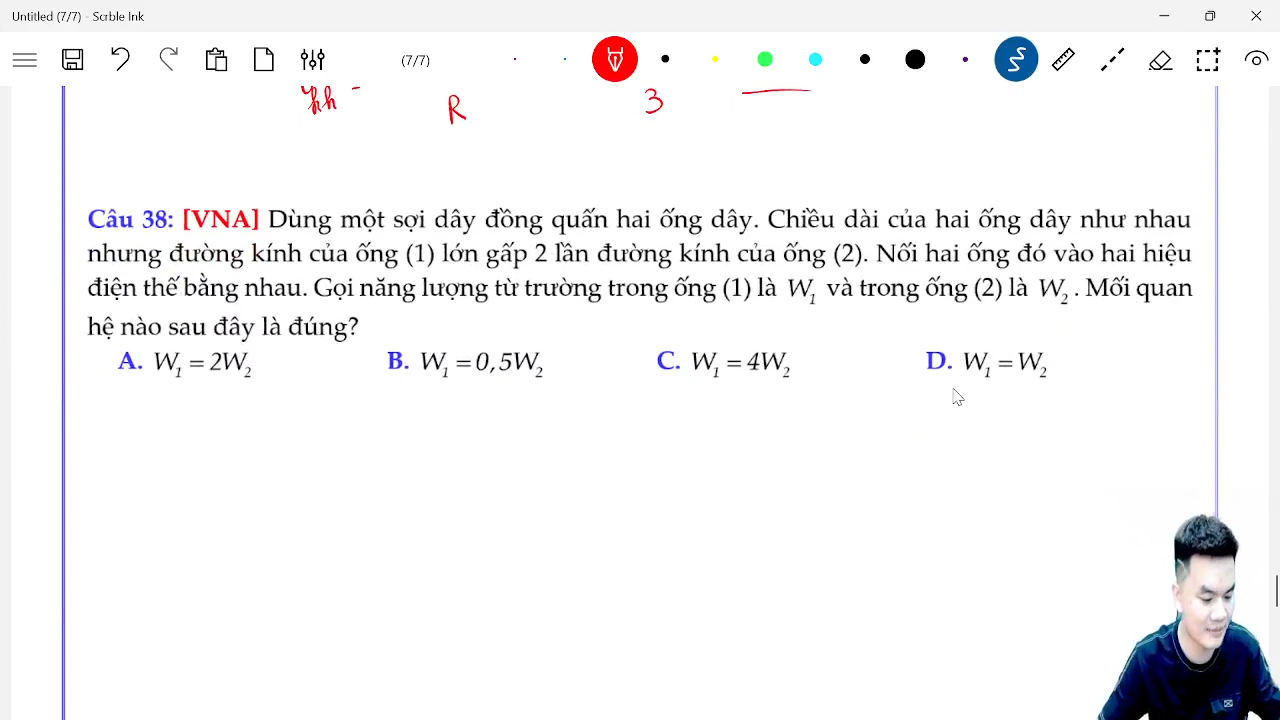 Untitled (7/7) - Scrble Ink
(7/7)
hh -
R
3
Câu 38: [VNA] Dùng một sợi dây đồng quấn hai ống dây. Chiều dài của hai ống dây như nhau
nhưng đường kính của ống (1) lớn gấp 2 lần đường kính của ống (2). Nối hai ống đó vào hai hiệu
điện thế bằng nhau. Gọi năng lượng từ trường trong ống (1) là W₁ và trong ống (2) là W₂. Mối quan
hệ nào sau đây là đúng?
A. W₁ = 2W₂ B. W₁ = 0,5W₂ C. W₁ = 4W₂ D. W₁ = W₂